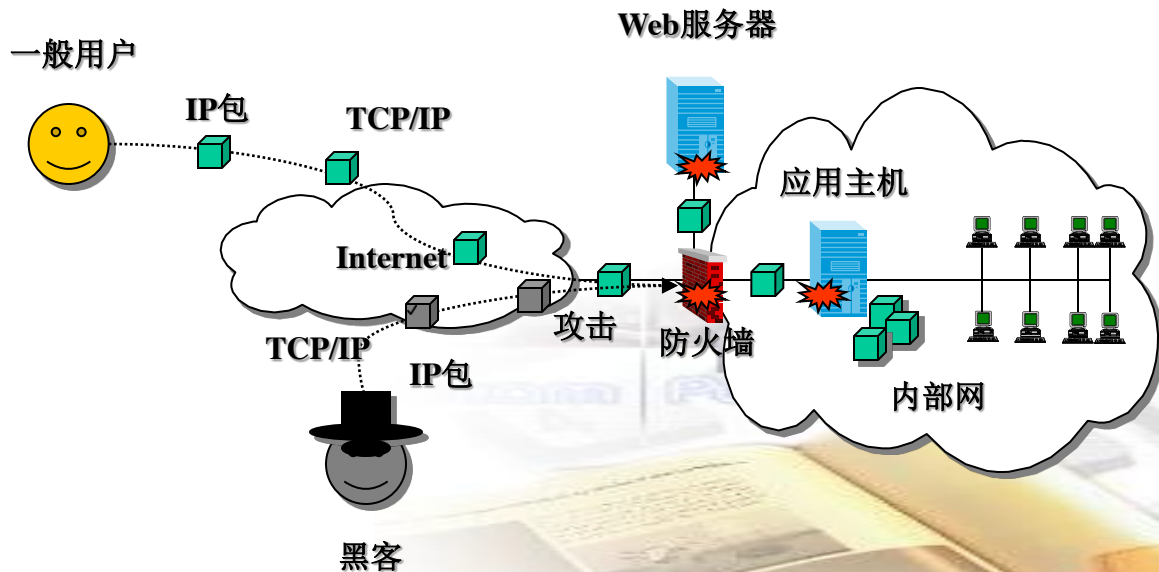 Web服务器
一般用户
IP包
TCP/IP
应用主机
Internet
攻击
防火墙
TCP/IP
IP包
内部网
黑客